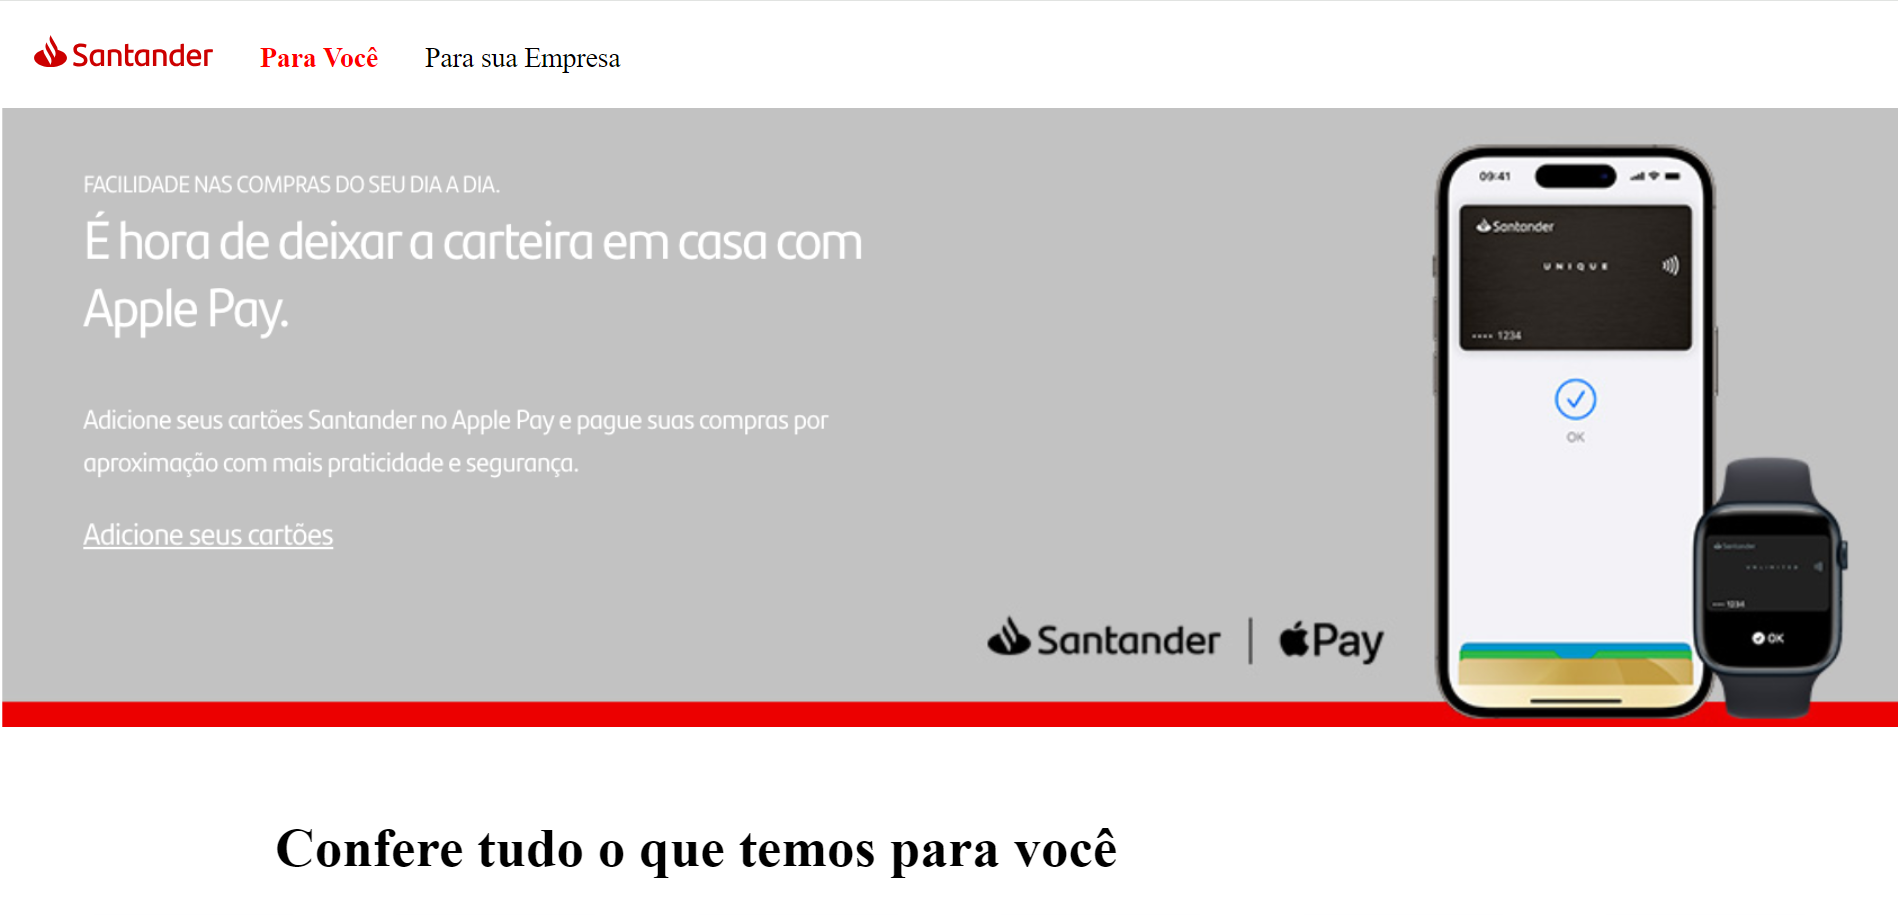 Santander
Para Você
Para sua Empresa
FACILIDADE NAS COMPRAS DO SEU DIA A DIA.
É hora de deixar a carteira em casa com
Apple Pay.
Adicione seus cartões Santander no Apple Pay e pague suas compras por
aproximação com mais praticidade e segurança.
Adicione seus cartões
Santander | Pay
09:41
Santander
UNIQUE
•••• 1234
OK
Santander
UNLIMITED
•••• 1234
OK
Confere tudo o que temos para você